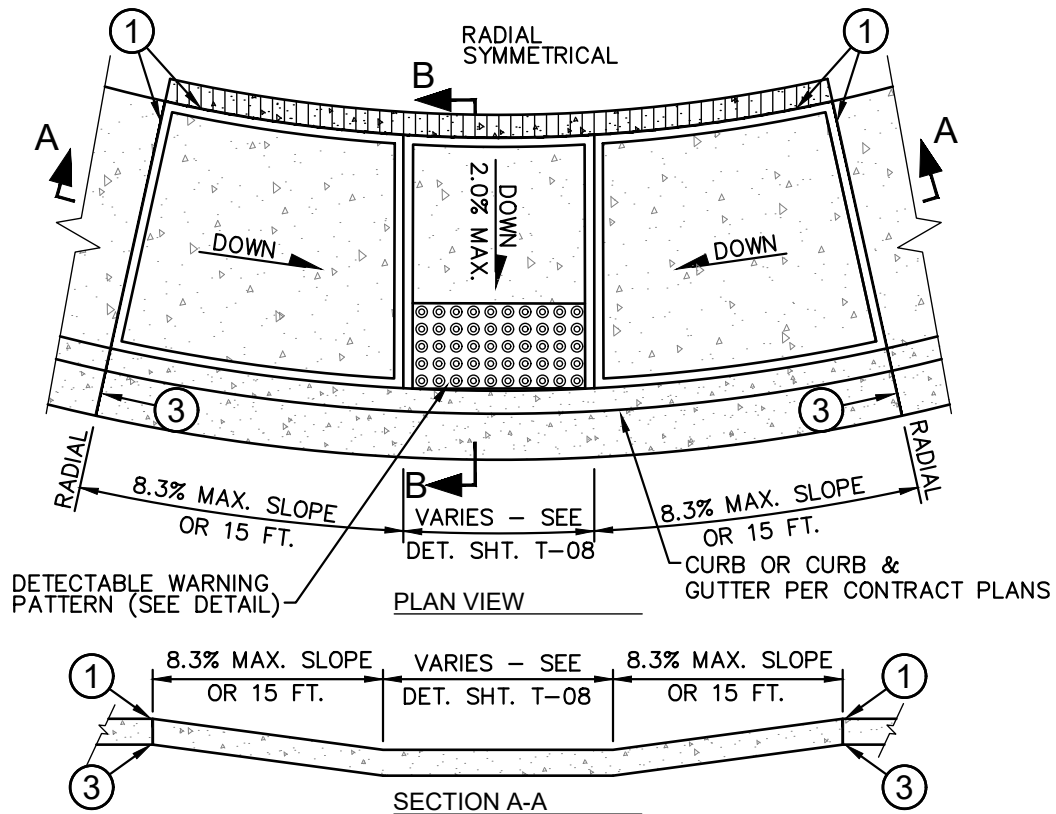 1
RADIAL
SYMMETRICAL
1
B
A
A
DOWN
DOWN
2.0% MAX.
DOWN
3
3
RADIAL
RADIAL
B
8.3% MAX. SLOPE
OR 15 FT.
VARIES – SEE
DET. SHT. T–08
8.3% MAX. SLOPE
OR 15 FT.
DETECTABLE WARNING
PATTERN (SEE DETAIL)
CURB OR CURB &
GUTTER PER CONTRACT PLANS
PLAN VIEW
1
8.3% MAX. SLOPE
OR 15 FT.
VARIES – SEE
DET. SHT. T–08
8.3% MAX. SLOPE
OR 15 FT.
1
3
3
SECTION A-A